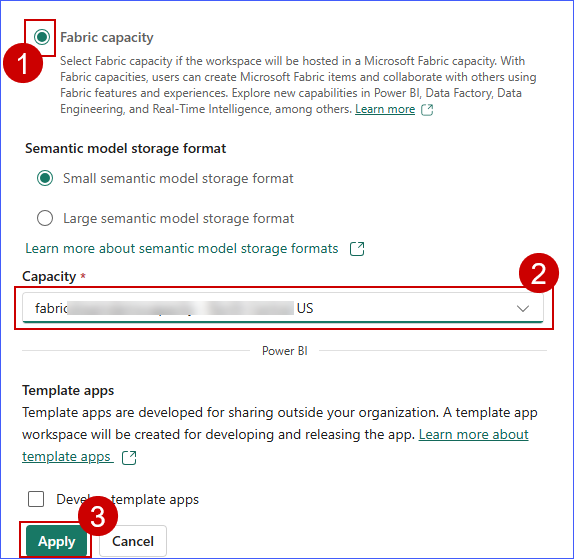 Fabric capacity
1
Select Fabric capacity if the workspace will be hosted in a Microsoft Fabric capacity. With
Fabric capacities, users can create Microsoft Fabric items and collaborate with others using
Fabric features and experiences. Explore new capabilities in Power BI, Data Factory, Data
Engineering, and Real-Time Intelligence, among others. Learn more
Semantic model storage format
Small semantic model storage format
Large semantic model storage format
Learn more about semantic model storage formats
Capacity *
2
fabric US
Power BI
Template apps
Template apps are developed for sharing outside your organization. A template app
workspace will be created for developing and releasing the app. Learn more about
template apps
template apps
3
Apply
Cancel